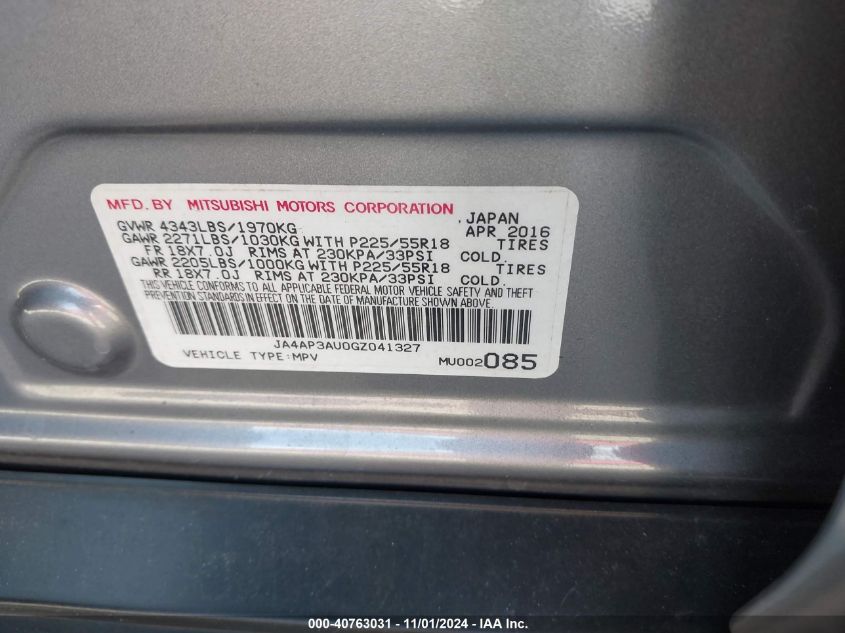 MFD. BY MITSUBISHI MOTORS CORPORATION JAPAN
GVWR 4343LBS/1970KG APR 2016
GAWR 2271LBS/1030KG WITH P225/55R18 TIRES
FR 18X7.0J RIMS AT 230KPA/33PSI COLD.
GAWR 2205LBS/1000KG WITH P225/55R18 TIRES
RR 18X7.0J RIMS AT 230KPA/33PSI COLD.
THIS VEHICLE CONFORMS TO ALL APPLICABLE FEDERAL MOTOR VEHICLE SAFETY AND THEFT
PREVENTION STANDARDS IN EFFECT ON THE DATE OF MANUFACTURE SHOWN ABOVE.
JA4AP3AU0GZ041327
VEHICLE TYPE:MPV MU002085
000-40763031 - 11/01/2024 - IAA Inc.